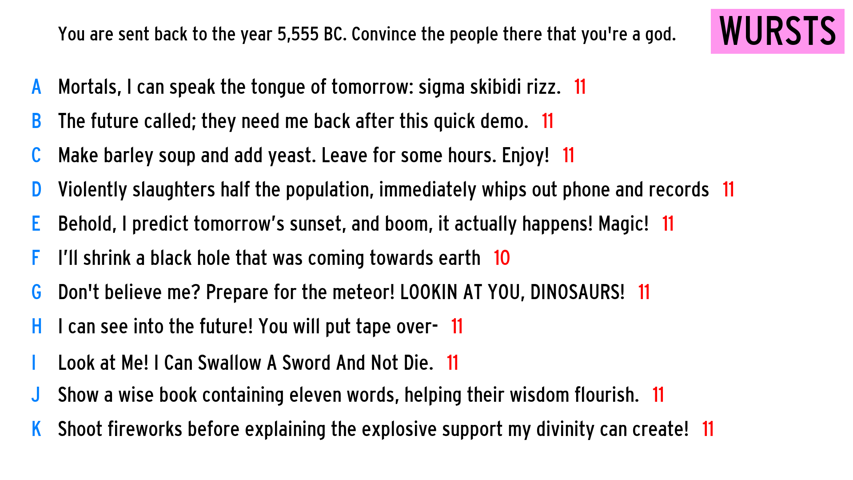 You are sent back to the year 5,555 BC. Convince the people there that you're a god.
WURSTS
A Mortals, I can speak the tongue of tomorrow: sigma skibidi rizz. 11
B The future called; they need me back after this quick demo. 11
C Make barley soup and add yeast. Leave for some hours. Enjoy! 11
D Violently slaughters half the population, immediately whips out phone and records 11
E Behold, I predict tomorrow’s sunset, and boom, it actually happens! Magic! 11
F I’ll shrink a black hole that was coming towards earth 10
G Don't believe me? Prepare for the meteor! LOOKIN AT YOU, DINOSAURS! 11
H I can see into the future! You will put tape over- 11
I Look at Me! I Can Swallow A Sword And Not Die. 11
J Show a wise book containing eleven words, helping their wisdom flourish. 11
K Shoot fireworks before explaining the explosive support my divinity can create! 11